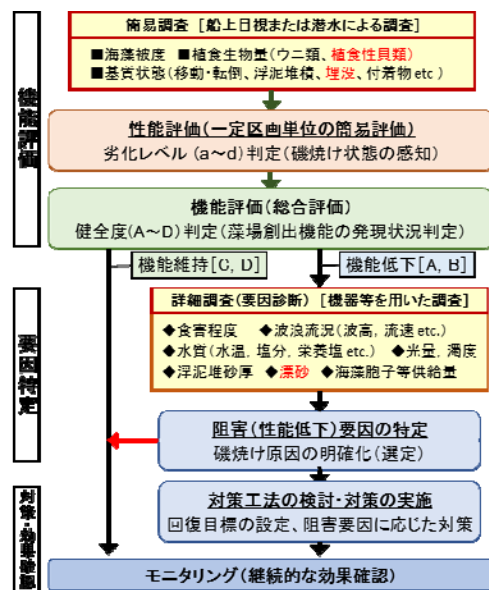 機能評価
簡易調査 [船上目視または潜水による調査]
■海藻被度 ■植食生物量(ウニ類、植食性貝類)
■基質状態(移動・転倒、浮泥堆積、埋没、付着物etc)
性能評価(一定区画単位の簡易評価)
劣化レベル (a~d)判定(磯焼け状態の感知)
機能評価(総合評価)
健全度(A~D)判定(藻場創出機能の発現状況判定)
機能維持[C, D]
機能低下[A, B]
要因特定
詳細調査(要因診断) [機器等を用いた調査]
◆食害程度 ◆波浪流況(波高, 流速etc.)
◆水質(水温, 塩分, 栄養塩etc.) ◆光量, 濁度
◆浮泥堆砂厚 ◆漂砂 ◆海藻胞子等供給量
阻害(性能低下)要因の特定
磯焼け原因の明確化(選定)
対策・効果確認
対策工法の検討・対策の実施
回復目標の設定、阻害要因に応じた対策
モニタリング(継続的な効果確認)